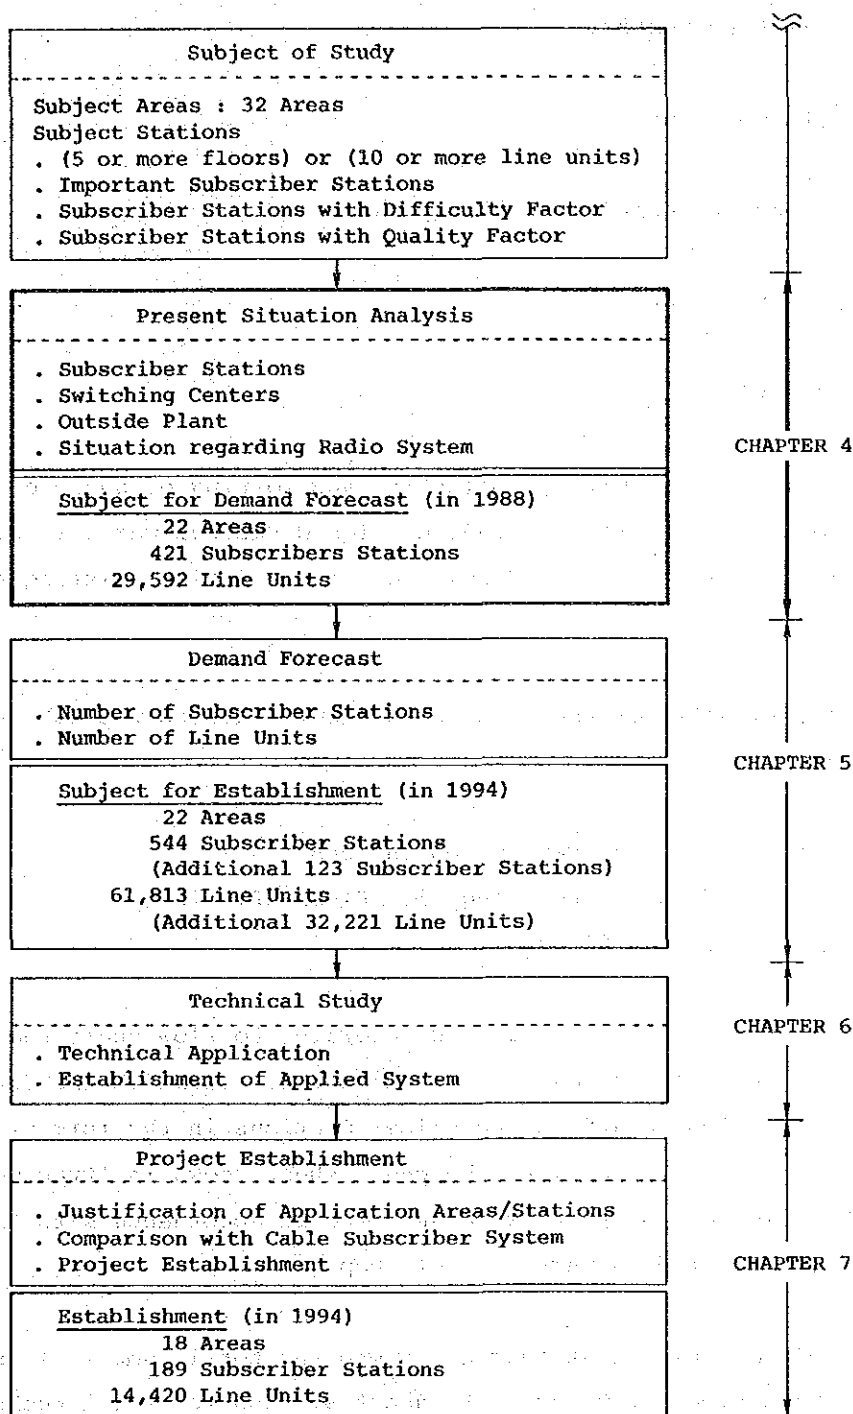 Subject of Study
Subject Areas : 32 Areas
Subject Stations
. (5 or more floors) or (10 or more line units)
. Important Subscriber Stations
. Subscriber Stations with Difficulty Factor
. Subscriber Stations with Quality Factor
Present Situation Analysis
. Subscriber Stations
. Switching Centers
. Outside Plant
. Situation regarding Radio System
CHAPTER 4
Subject for Demand Forecast (in 1988)
22 Areas
421 Subscribers Stations
29,592 Line Units
Demand Forecast
. Number of Subscriber Stations
. Number of Line Units
CHAPTER 5
Subject for Establishment (in 1994)
22 Areas
544 Subscriber Stations
(Additional 123 Subscriber Stations)
61,813 Line Units
(Additional 32,221 Line Units)
Technical Study
CHAPTER 6
. Technical Application
. Establishment of Applied System
Project Establishment
. Justification of Application Areas/Stations
. Comparison with Cable Subscriber System
. Project Establishment
CHAPTER 7
Establishment (in 1994)
18 Areas
189 Subscriber Stations
14,420 Line Units